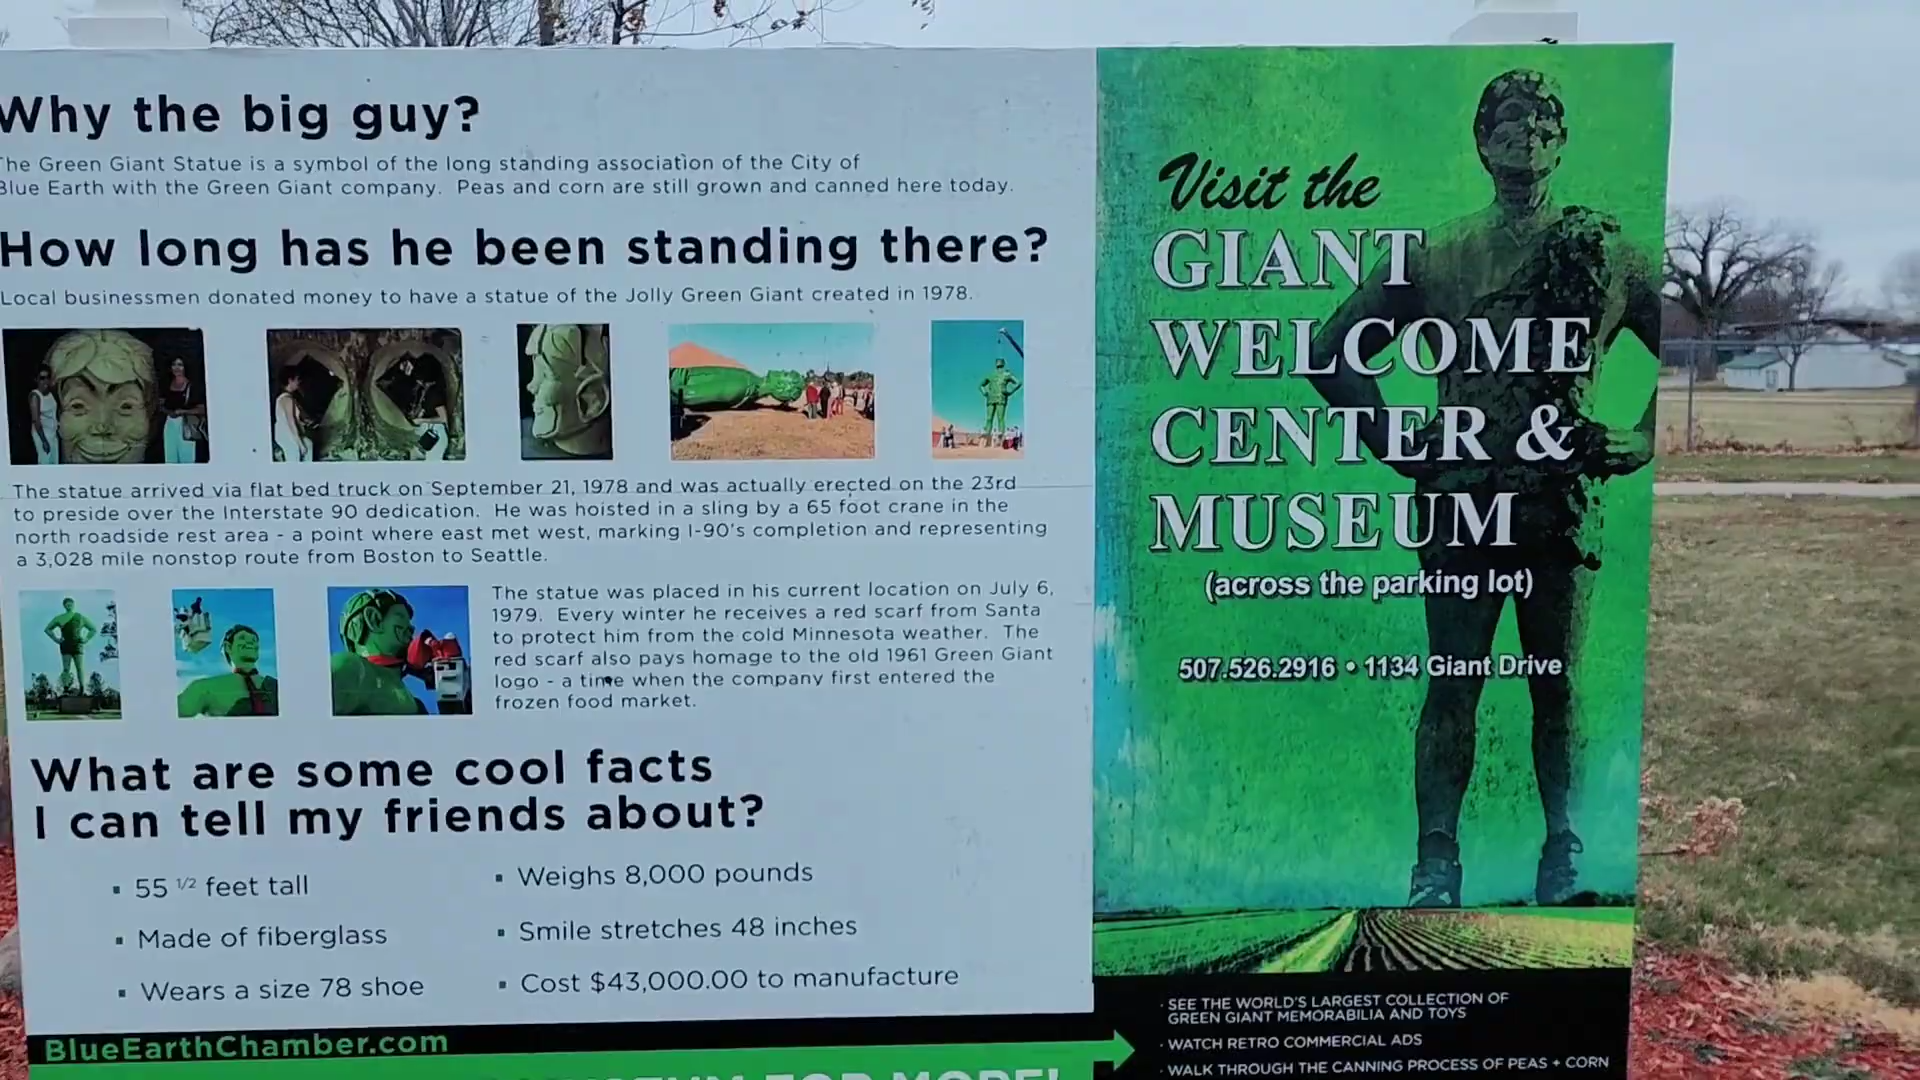 Why the big guy?
The Green Giant Statue is a symbol of the long standing association of the City of
Blue Earth with the Green Giant company. Peas and corn are still grown and canned here today.
How long has he been standing there?
Local businessmen donated money to have a statue of the Jolly Green Giant created in 1978.
The statue arrived via flat bed truck on September 21, 1978 and was actually erected on the 23rd
to preside over the Interstate 90 dedication. He was hoisted in a sling by a 65 foot crane in the
north roadside rest area - a point where east met west, marking I-90's completion and representing
a 3,028 mile nonstop route from Boston to Seattle.
The statue was placed in his current location on July 6,
1979. Every winter he receives a red scarf from Santa
to protect him from the cold Minnesota weather. The
red scarf also pays homage to the old 1961 Green Giant
logo - a time when the company first entered the
frozen food market.
What are some cool facts
I can tell my friends about?
▪ 55 1/2 feet tall
▪ Made of fiberglass
▪ Wears a size 78 shoe
▪ Weighs 8,000 pounds
▪ Smile stretches 48 inches
▪ Cost $43,000.00 to manufacture
BlueEarthChamber.com
FOR MORE!
Visit the
GIANT
WELCOME
CENTER &
MUSEUM
(across the parking lot)
507.526.2916 • 1134 Giant Drive
· SEE THE WORLD'S LARGEST COLLECTION OF
GREEN GIANT MEMORABILIA AND TOYS
· WATCH RETRO COMMERCIAL ADS
· WALK THROUGH THE CANNING PROCESS OF PEAS + CORN